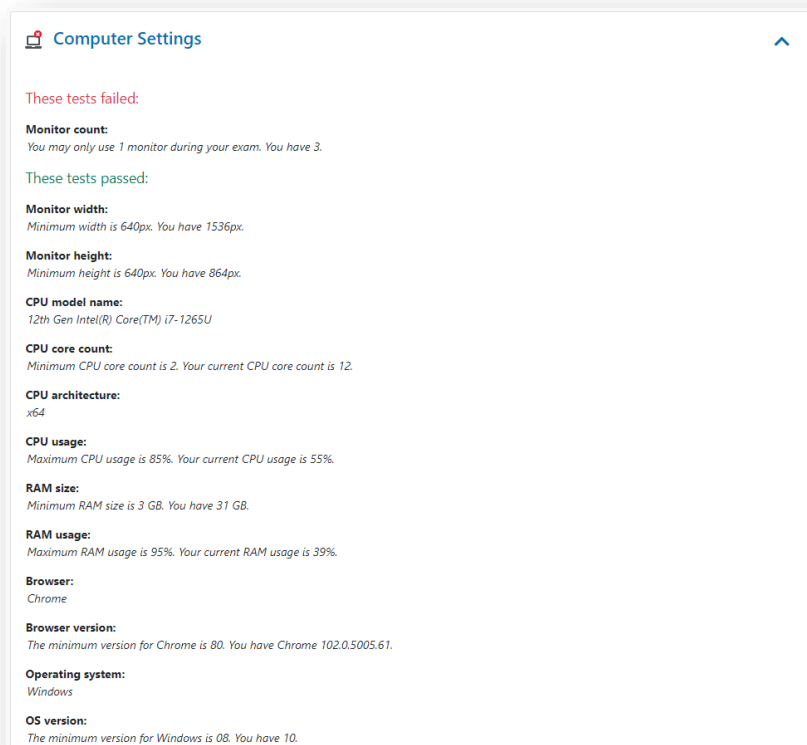 Computer Settings
These tests failed:
Monitor count:
You may only use 1 monitor during your exam. You have 3.
These tests passed:
Monitor width:
Minimum width is 640px. You have 1536px.
Monitor height:
Minimum height is 640px. You have 864px.
CPU model name:
12th Gen Intel(R) Core(TM) i7-1265U
CPU core count:
Minimum CPU core count is 2. Your current CPU core count is 12.
CPU architecture:
x64
CPU usage:
Maximum CPU usage is 85%. Your current CPU usage is 55%.
RAM size:
Minimum RAM size is 3 GB. You have 31 GB.
RAM usage:
Maximum RAM usage is 95%. Your current RAM usage is 39%.
Browser:
Chrome
Browser version:
The minimum version for Chrome is 80. You have Chrome 102.0.5005.61.
Operating system:
Windows
OS version:
The minimum version for Windows is 08. You have 10.